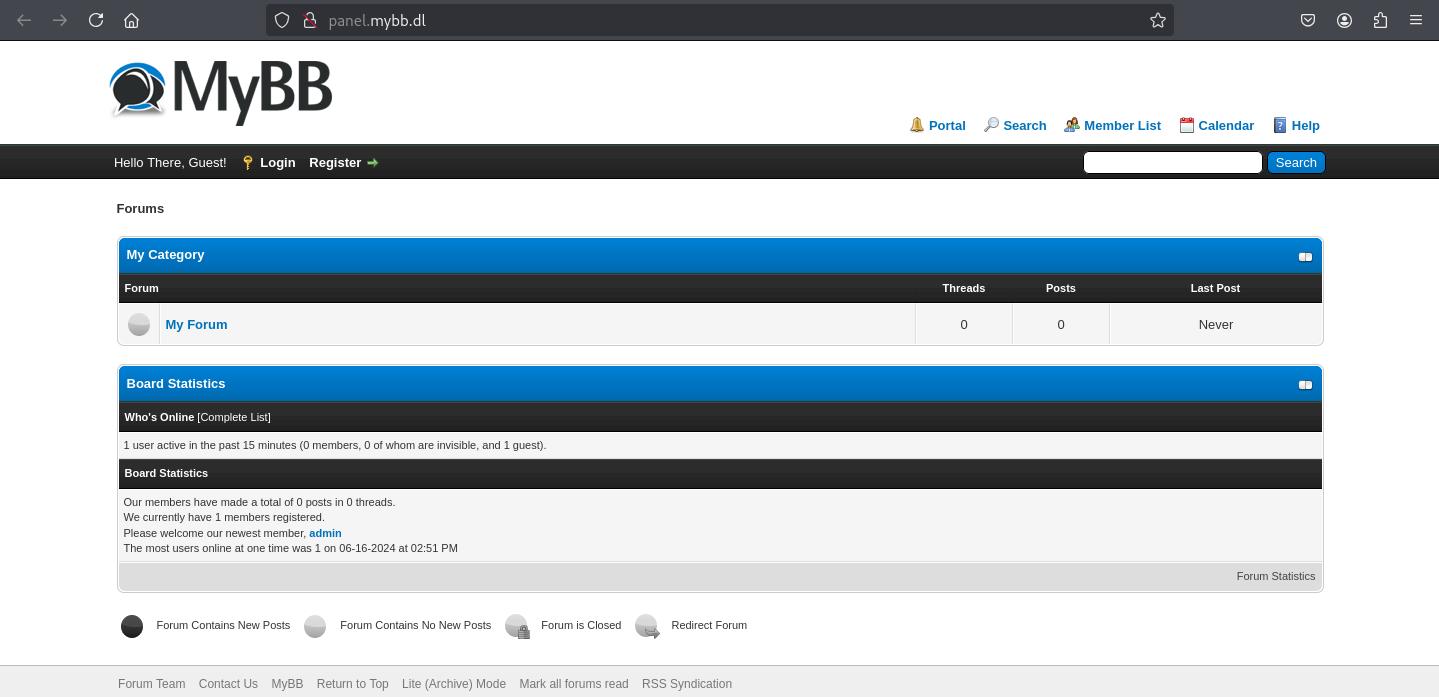 panel.mybb.dl
MyBB
Portal Search Member List Calendar Help
Hello There, Guest! Login Register Search
Forums
My Category
Forum Threads Posts Last Post
My Forum 0 0 Never
Board Statistics
Who's Online [Complete List]
1 user active in the past 15 minutes (0 members, 0 of whom are invisible, and 1 guest).
Board Statistics
Our members have made a total of 0 posts in 0 threads.
We currently have 1 members registered.
Please welcome our newest member, admin
The most users online at one time was 1 on 06-16-2024 at 02:51 PM
Forum Statistics
Forum Contains New Posts Forum Contains No New Posts Forum is Closed Redirect Forum
Forum Team Contact Us MyBB Return to Top Lite (Archive) Mode Mark all forums read RSS Syndication